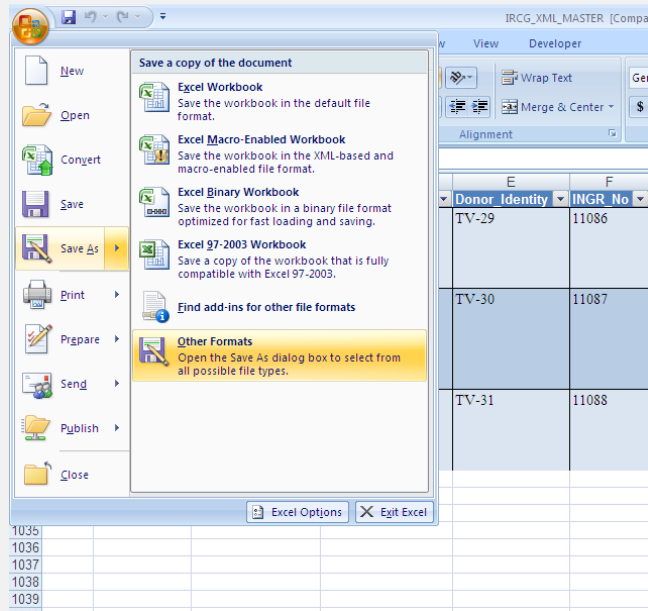 IRCG_XML_MASTER [Compa
View Developer
Save a copy of the document
New
Excel Workbook
Save the workbook in the default file
format.
Wrap Text
Ger
Open
Merge & Center
$
Excel Macro-Enabled Workbook
Save the workbook in the XML-based and
macro-enabled file format.
Alignment
Convert
Excel Binary Workbook
Save the workbook in a binary file format
optimized for fast loading and saving.
E F
Donor_Identity INGR_No
Save
TV-29 11086
Save As
Excel 97-2003 Workbook
Save a copy of the workbook that is fully
compatible with Excel 97-2003.
Print
Find add-ins for other file formats
TV-30 11087
Prepare
Other Formats
Open the Save As dialog box to select from
all possible file types.
Send
TV-31 11088
Publish
Close
Excel Options Exit Excel
1035
1036
1037
1038
1039